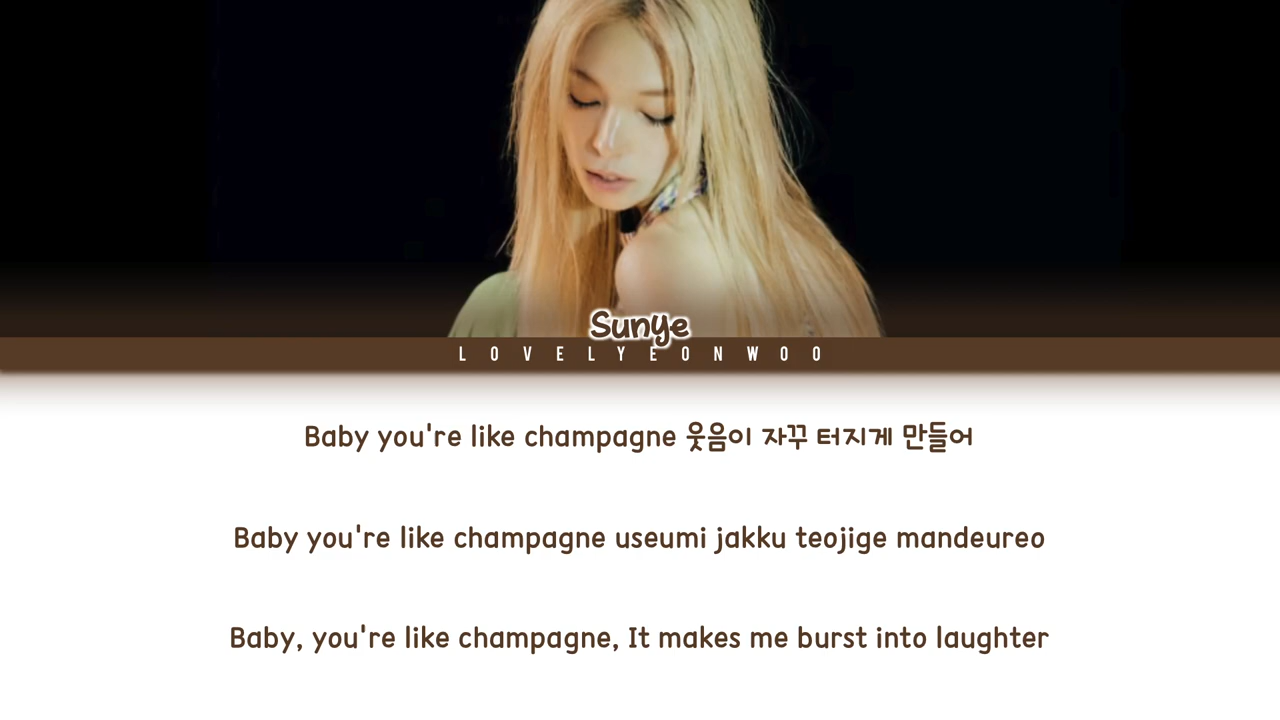 Sunye
LOVELYEONWOO
Baby you're like champagne 웃음이 자꾸 터지게 만들어
Baby you're like champagne useumi jakku teojige mandeureo
Baby, you're like champagne, It makes me burst into laughter